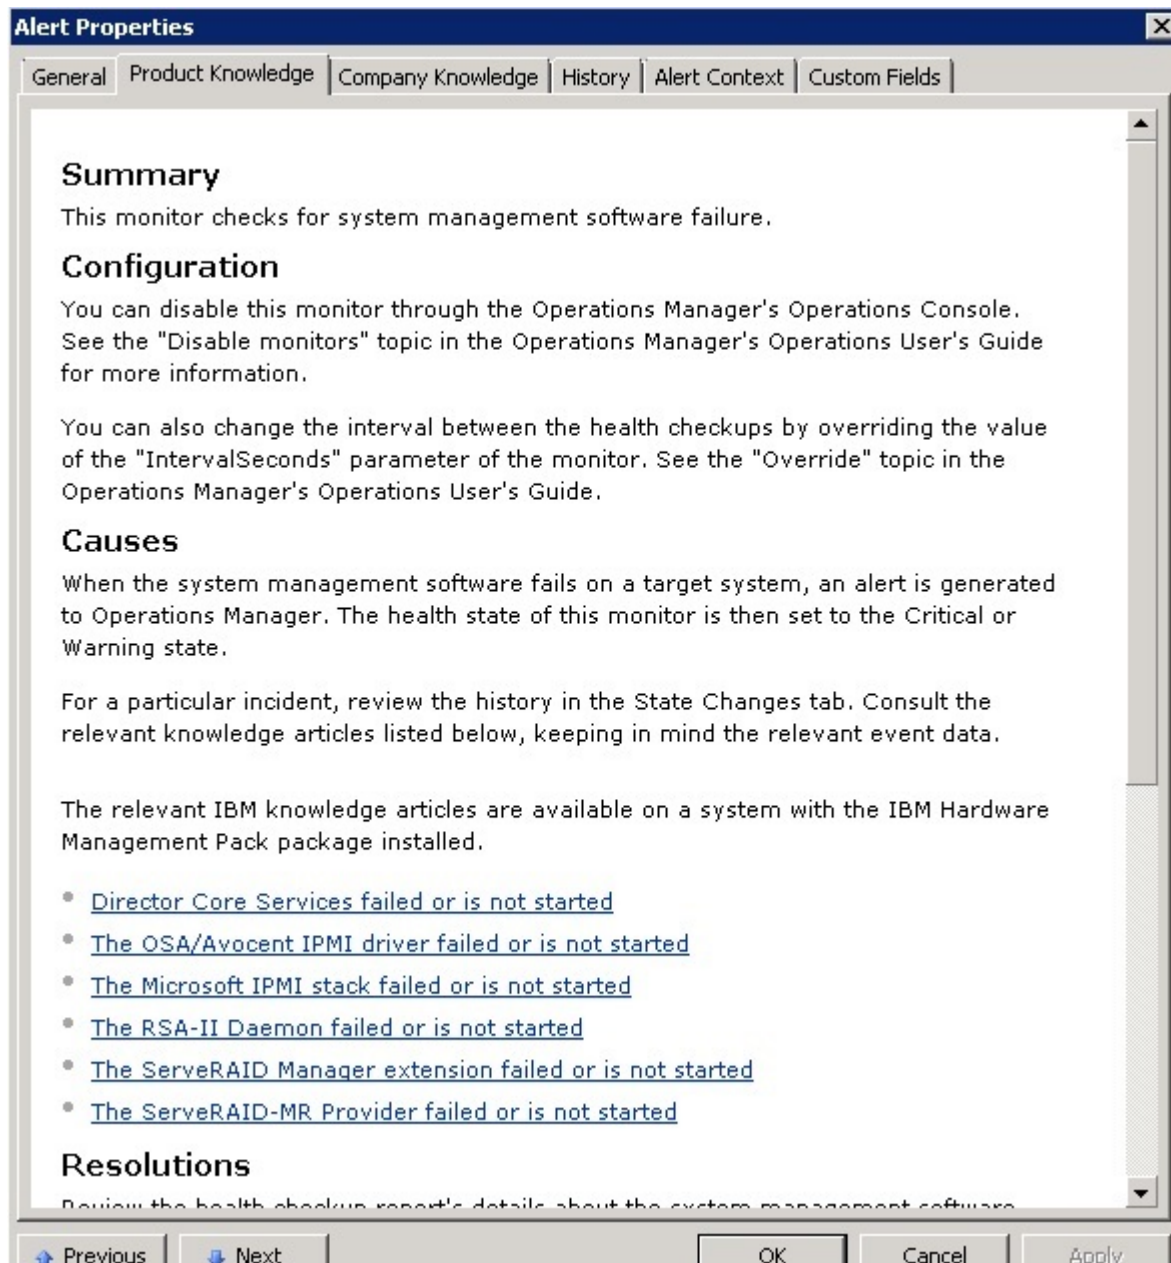 Alert Properties
General Product Knowledge Company Knowledge History Alert Context Custom Fields
Summary
This monitor checks for system management software failure.
Configuration
You can disable this monitor through the Operations Manager's Operations Console.
See the "Disable monitors" topic in the Operations Manager's Operations User's Guide
for more information.
You can also change the interval between the health checkups by overriding the value
of the "IntervalSeconds" parameter of the monitor. See the "Override" topic in the
Operations Manager's Operations User's Guide.
Causes
When the system management software fails on a target system, an alert is generated
to Operations Manager. The health state of this monitor is then set to the Critical or
Warning state.
For a particular incident, review the history in the State Changes tab. Consult the
relevant knowledge articles listed below, keeping in mind the relevant event data.
The relevant IBM knowledge articles are available on a system with the IBM Hardware
Management Pack package installed.
Director Core Services failed or is not started
The OSA/Avocent IPMI driver failed or is not started
The Microsoft IPMI stack failed or is not started
The RSA-II Daemon failed or is not started
The ServeRAID Manager extension failed or is not started
The ServeRAID-MR Provider failed or is not started
Resolutions
Review the health checkup report's details about the system management software
Previous Next OK Cancel Apply